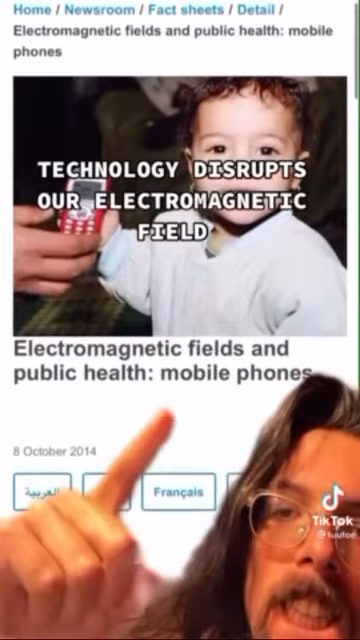 Home / Newsroom / Fact sheets / Detail /
Electromagnetic fields and public health: mobile
phones
TECHNOLOGY DISRUPTS
OUR ELECTROMAGNETIC
FIELD
Electromagnetic fields and
public health: mobile phones
8 October 2014
العربية
Français
TikTok